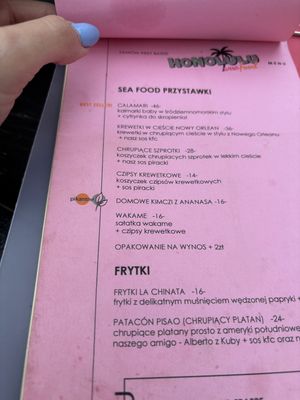 HONOLULU
MENU
SEA FOOD PRZYSTAWKI
BEST SELLER
CALAMARI -46-
kalmarki baby w śródziemnomorskim stylu
+ cytrynka do skropienia!
KREWETKI W CIEŚCIE NOWY ORLEAN -36-
krewetki w chrupiącym cieście w stylu z Nowego Orleanu
+ nasz sos kfc
CHRUPIĄCE SZPROTKI -28-
koszyczek chrupiących szprotek w lekkim cieście
+ nasz sos piracki
CZIPSY KREWETKOWE -14-
koszyczek czipsów krewetkowych
+ sos piracki
pikantne
DOMOWE KIMCZI Z ANANASA -16-
WAKAME -16-
sałatka wakame
+ czipsy krewetkowe
OPAKOWANIE NA WYNOS + 2zł
FRYTKI
FRYTKI LA CHINATA -16-
frytki z delikatnym muśnięciem wędzonej papryki
PATACÓN PISAO (CHRUPIĄCY PLATAN) -24-
chrupiące platany prosto z ameryki południowe
naszego amigo - Alberto z Kuby + sos kfc oraz